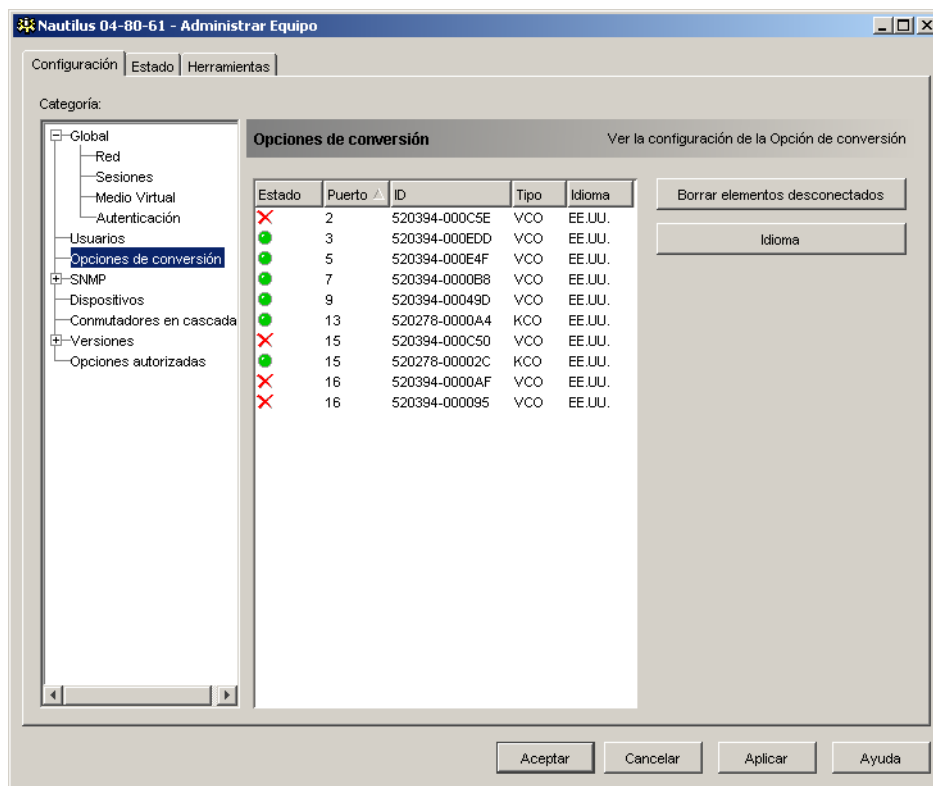 Nautilus 04-80-61 - Administrar Equipo
Configuración Estado Herramientas
Categoría:
Global
Red
Sesiones
Medio Virtual
Autenticación
Usuarios
Opciones de conversión
SNMP
Dispositivos
Conmutadores en cascada
Versiones
Opciones autorizadas
Opciones de conversión Ver la configuración de la Opción de conversión
Estado Puerto ID Tipo Idioma
2 520394-000C5E VCO EE.UU.
3 520394-000EDD VCO EE.UU.
5 520394-000E4F VCO EE.UU.
7 520394-0000B8 VCO EE.UU.
9 520394-00049D VCO EE.UU.
13 520278-0000A4 KCO EE.UU.
15 520394-000C50 VCO EE.UU.
15 520278-00002C KCO EE.UU.
16 520394-0000AF VCO EE.UU.
16 520394-000095 VCO EE.UU.
Borrar elementos desconectados
Idioma
Aceptar Cancelar Aplicar Ayuda